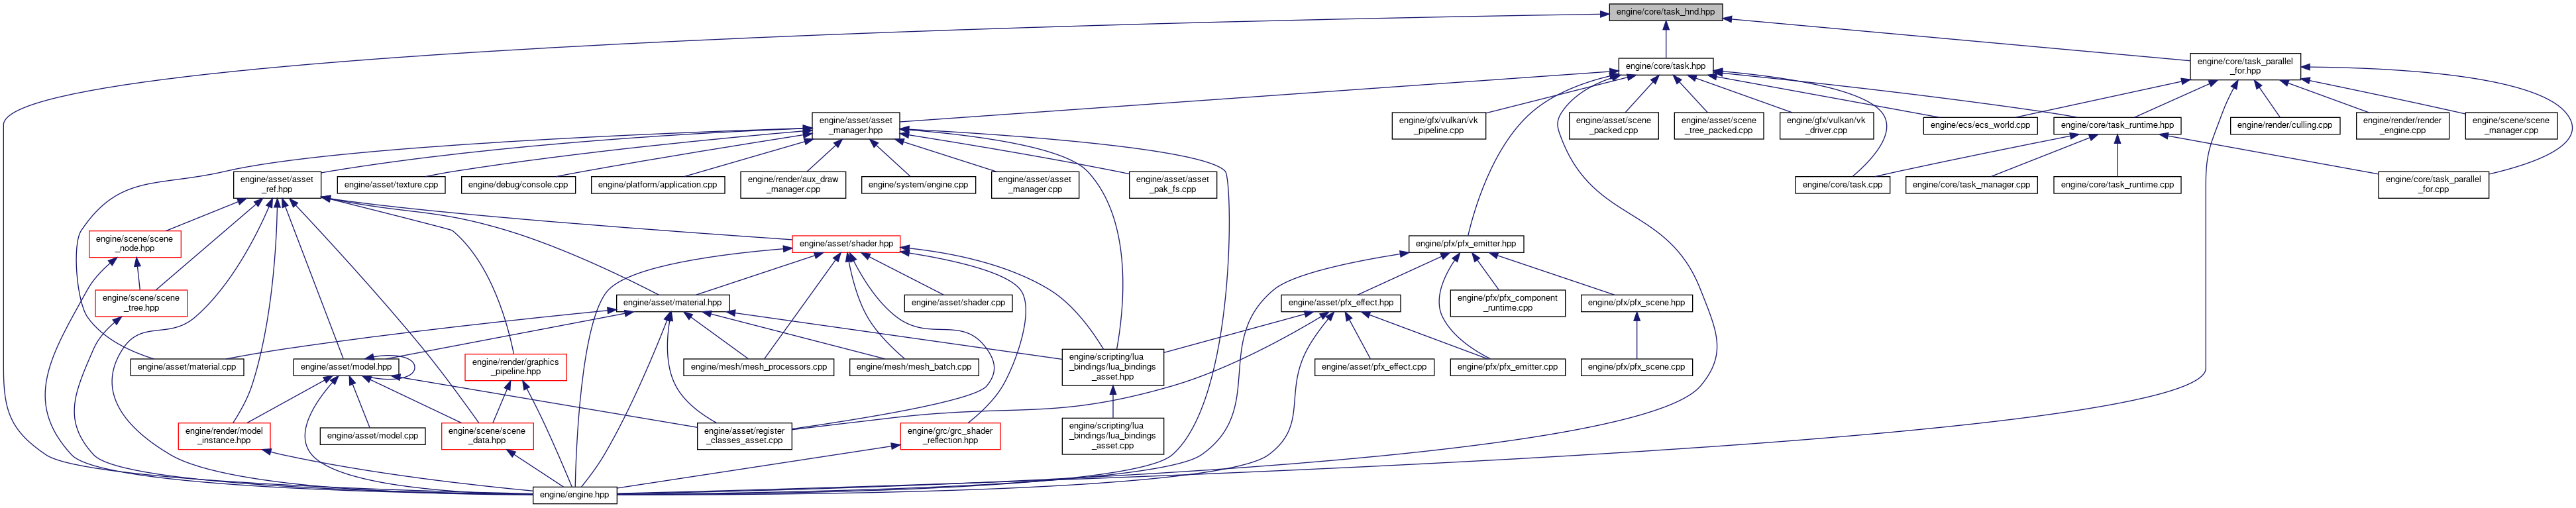 engine/core/task_hnd.hpp
engine/core/task.hpp
engine/core/task_parallel
_for.hpp
engine/asset/asset
_manager.hpp
engine/gfx/vulkan/vk
_pipeline.cpp
engine/asset/scene
_packed.cpp
engine/asset/scene
_tree_packed.cpp
engine/gfx/vulkan/vk
_driver.cpp
engine/ecs/ecs_world.cpp
engine/core/task_runtime.hpp
engine/render/culling.cpp
engine/render/render
_engine.cpp
engine/scene/scene
_manager.cpp
engine/asset/asset
_ref.hpp
engine/asset/texture.cpp
engine/debug/console.cpp
engine/platform/application.cpp
engine/render/aux_draw
_manager.cpp
engine/system/engine.cpp
engine/asset/asset
_manager.cpp
engine/asset/asset
_pak_fs.cpp
engine/core/task.cpp
engine/core/task_manager.cpp
engine/core/task_runtime.cpp
engine/core/task_parallel
_for.cpp
engine/scene/scene
_node.hpp
engine/asset/shader.hpp
engine/pfx/pfx_emitter.hpp
engine/scene/scene
_tree.hpp
engine/asset/material.hpp
engine/asset/shader.cpp
engine/asset/pfx_effect.hpp
engine/pfx/pfx_component
_runtime.cpp
engine/pfx/pfx_scene.hpp
engine/asset/material.cpp
engine/asset/model.hpp
engine/render/graphics
_pipeline.hpp
engine/mesh/mesh_processors.cpp
engine/mesh/mesh_batch.cpp
engine/scripting/lua
_bindings/lua_bindings
_asset.hpp
engine/asset/pfx_effect.cpp
engine/pfx/pfx_emitter.cpp
engine/pfx/pfx_scene.cpp
engine/render/model
_instance.hpp
engine/asset/model.cpp
engine/scene/scene
_data.hpp
engine/asset/register
_classes_asset.cpp
engine/grc/grc_shader
_reflection.hpp
engine/scripting/lua
_bindings/lua_bindings
_asset.cpp
engine/engine.hpp